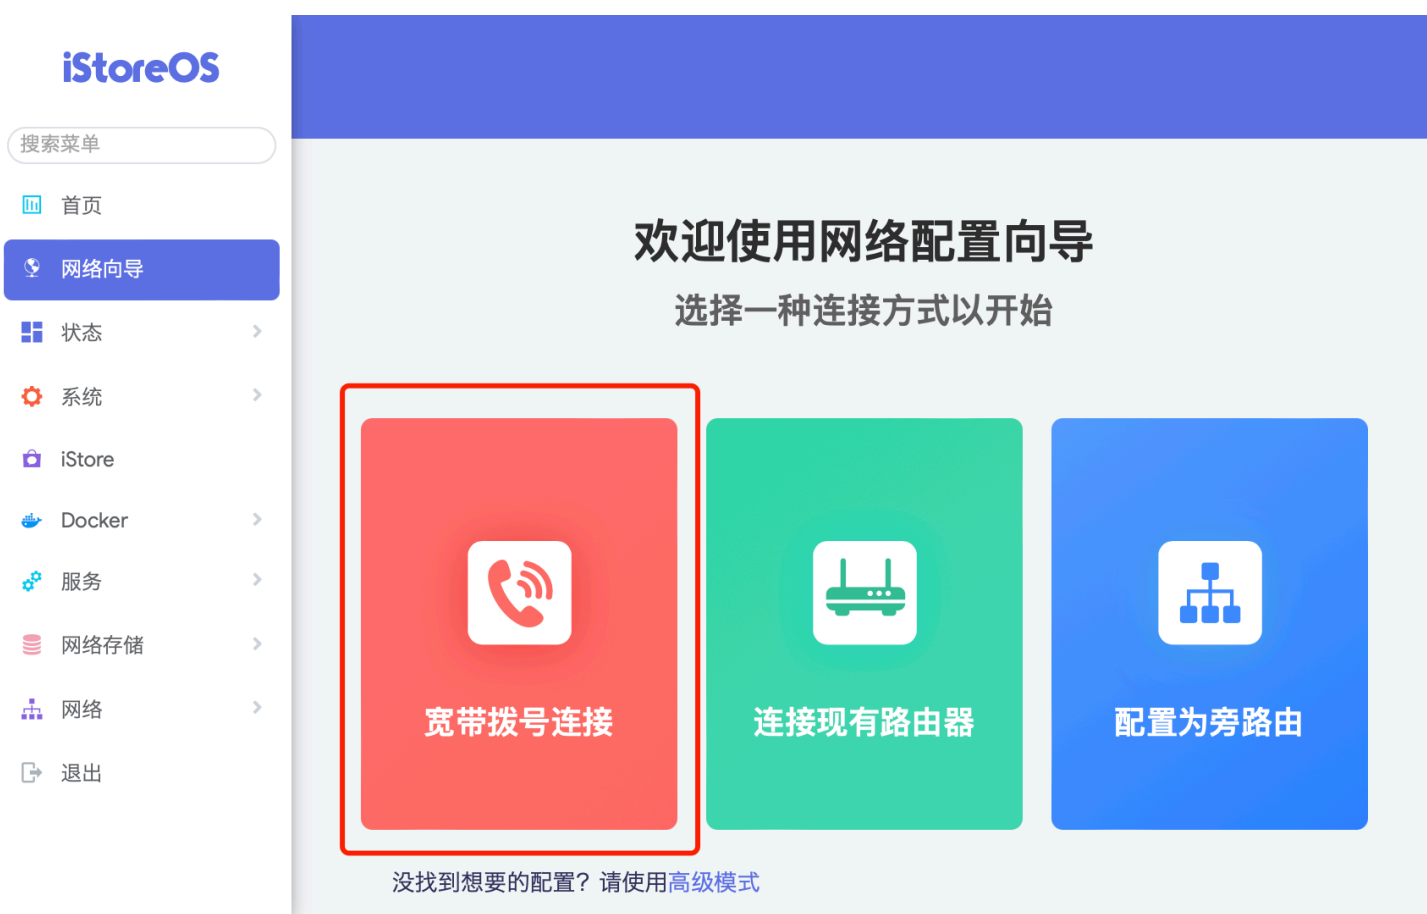 iStoreOS
搜索菜单
首页
网络向导
状态
系统
iStore
Docker
服务
网络存储
网络
退出
欢迎使用网络配置向导
选择一种连接方式以开始
宽带拨号连接
连接现有路由器
配置为旁路由
没找到想要的配置？请使用高级模式